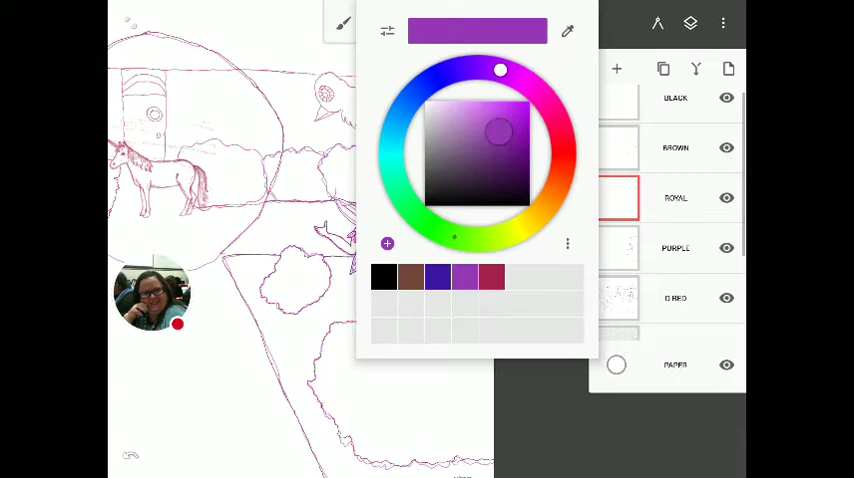 BLACK
BROWN
ROYAL
PURPLE
D RED
PAPER